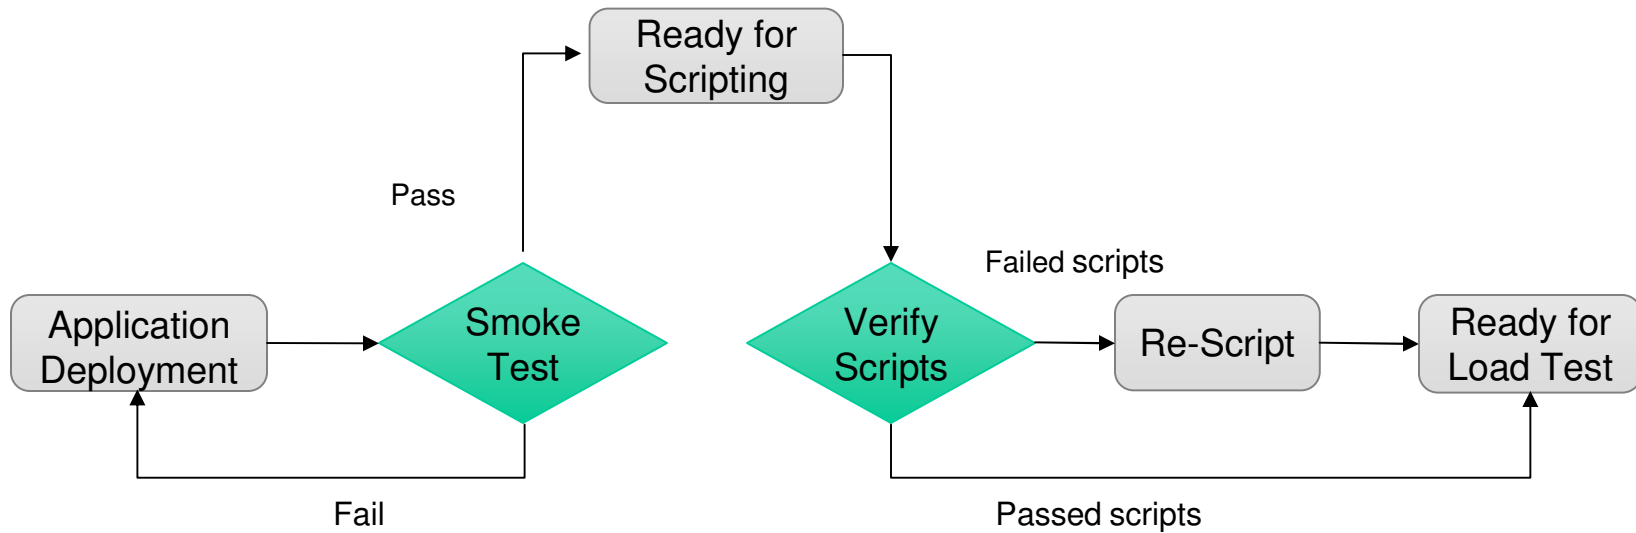 Ready for
Scripting
Pass
Failed scripts
Application
Deployment
Smoke
Test
Verify
Scripts
Re-Script
Ready for
Load Test
Fail
Passed scripts